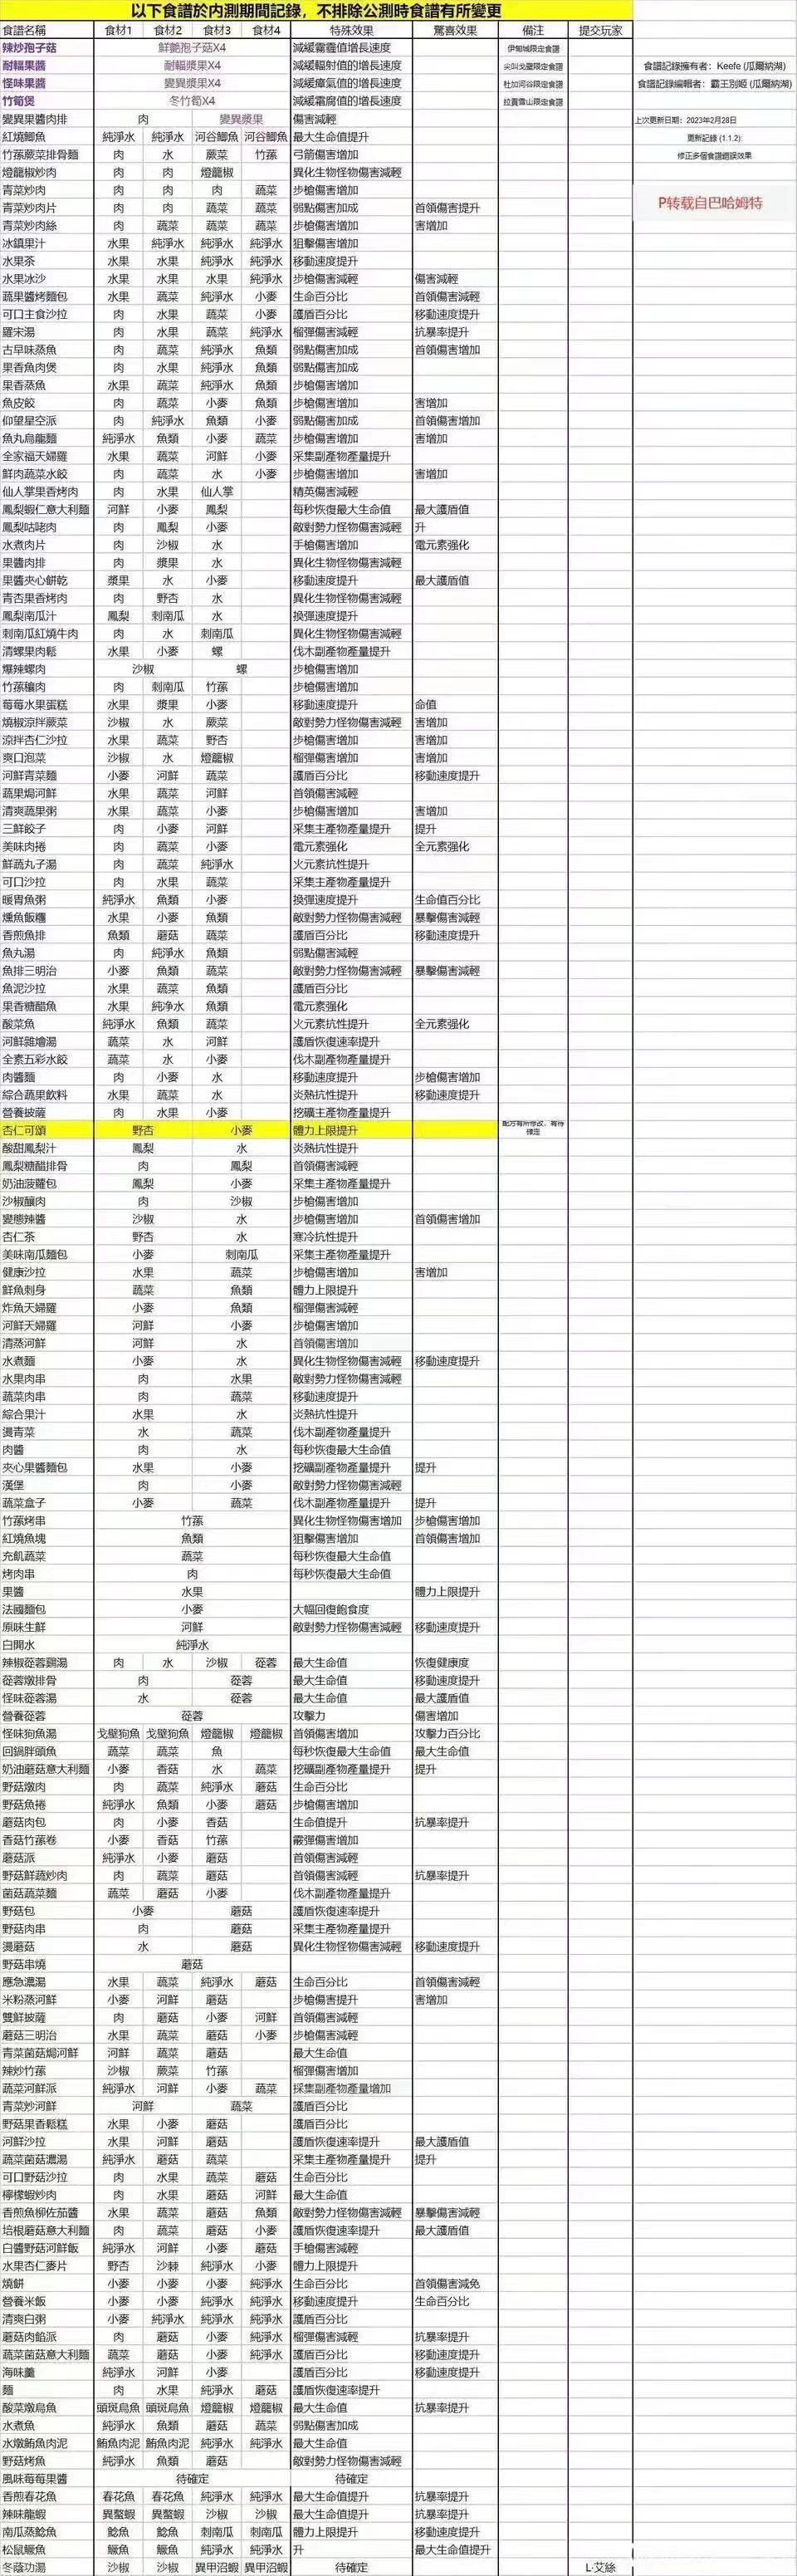 以下食譜於内測期間記錄，不排除公測時食譜有所變更
食譜名稱 食材1 食材2 食材3 食材4 特殊效果 驚喜效果 備注 提交玩家
辣炒孢子菇 鮮艷孢子菇X4 減緩霧霾值增長速度 伊甸城限定食譜
耐輻果醬 耐輻漿果X4 減緩輻射值的增長速度 尖叫戈壁限定食譜 食譜記錄擁有者：Keefe (瓜爾納湖)
怪味果醬 變異漿果X4 減緩瘴氣值的增長速度 杜加河谷限定食譜 食譜記錄編輯者：霸王別姬 (瓜爾納湖)
竹筍煲 冬竹筍X4 減緩霜腐值的增長速度 拉賈雪山限定食譜
變異果醬肉排 肉 變異漿果 傷害減輕 上次更新日期：2023年2月28日
紅燒鯽魚 純淨水 純淨水 河谷鯽魚 河谷鯽魚 最大生命值提升 更新記錄 (1.1.2):
竹蓀蕨菜排骨麵 肉 水 蕨菜 竹蓀 弓箭傷害增加 修正多個食譜錯誤效果
燈籠椒炒肉 肉 肉 燈籠椒 異化生物怪物傷害減輕
青菜炒肉 肉 肉 肉 蔬菜 步槍傷害增加
青菜炒肉片 肉 肉 蔬菜 蔬菜 弱點傷害加成 首領傷害提升 P转载自巴哈姆特
青菜炒肉絲 肉 蔬菜 蔬菜 蔬菜 步槍傷害增加 害增加
冰鎮果汁 水果 純淨水 純淨水 純淨水 狙擊傷害增加
水果茶 水果 水果 純淨水 純淨水 移動速度提升
水果冰沙 水果 水果 水果 純淨水 步槍傷害減輕 傷害減輕
蔬果醬烤麵包 水果 蔬菜 純淨水 小麥 生命百分比 首領傷害減輕
可口主食沙拉 肉 水果 蔬菜 小麥 護盾百分比 移動速度提升
羅宋湯 肉 水果 蔬菜 純淨水 榴彈傷害減輕 抗暴率提升
古早味蒸魚 肉 蔬菜 純淨水 魚類 弱點傷害加成 首領傷害增加
果香魚肉煲 肉 水果 純淨水 魚類 弱點傷害加成
果香蒸魚 水果 蔬菜 純淨水 魚類 步槍傷害增加
魚皮餃 肉 蔬菜 小麥 魚類 步槍傷害增加 害增加
仰望星空派 肉 純淨水 魚類 小麥 弱點傷害加成 首領傷害增加
魚丸烏龍麵 純淨水 魚類 小麥 蔬菜 步槍傷害增加 害增加
全家福天婦羅 水果 蔬菜 河鮮 小麥 采集副產物產量提升
鮮肉蔬菜水餃 肉 蔬菜 水 小麥 步槍傷害增加 害增加
仙人掌果香烤肉 肉 水果 仙人掌 精英傷害減輕
鳳梨蝦仁意大利麵 河鮮 小麥 鳳梨 每秒恢復最大生命值 最大護盾值
鳳梨咕咾肉 肉 鳳梨 小麥 敵對勢力怪物傷害減輕 升
水煮肉片 肉 沙椒 水 手槍傷害增加 電元素强化
果醬肉排 肉 漿果 水 異化生物怪物傷害減輕
果醬夾心餅乾 漿果 水 小麥 移動速度提升 最大護盾值
青杏果香烤肉 肉 野杏 水 異化生物怪物傷害減輕
鳳梨南瓜汁 鳳梨 刺南瓜 水 換彈速度提升
刺南瓜紅燒牛肉 肉 水 刺南瓜 異化生物怪物傷害減輕
清螺果肉鬆 水果 小麥 螺 伐木副產物產量提升
爆辣螺肉 沙椒 螺 步槍傷害增加
竹蓀镶肉 肉 刺南瓜 竹蓀 步槍傷害增加
莓莓水果蛋糕 水果 漿果 小麥 移動速度提升 命值
燒椒涼拌蕨菜 沙椒 水 蕨菜 敵對勢力怪物傷害減輕 害增加
涼拌杏仁沙拉 水果 蔬菜 野杏 步槍傷害增加 害增加
爽口泡菜 沙椒 水 燈籠椒 榴彈傷害增加 害增加
河鮮青菜麵 小麥 河鮮 蔬菜 護盾百分比 移動速度提升
蔬果焗河鮮 水果 蔬菜 河鮮 首領傷害減輕
清爽蔬果粥 水果 蔬菜 小麥 步槍傷害增加 害增加
三鮮餃子 肉 小麥 河鮮 采集主產物產量提升 提升
美味肉捲 肉 蔬菜 小麥 電元素强化 全元素强化
鮮蔬丸子湯 肉 蔬菜 純淨水 火元素抗性提升
可口沙拉 肉 水果 蔬菜 采集主產物產量提升
暖胃魚粥 純淨水 魚類 小麥 換彈速度提升 生命值百分比
燻魚飯糰 水果 小麥 魚類 敵對勢力怪物傷害減輕 暴擊傷害減輕
香煎魚排 魚類 蘑菇 蔬菜 護盾百分比 移動速度提升
魚丸湯 肉 純淨水 魚類 弱點傷害減輕
魚排三明治 小麥 魚類 蔬菜 敵對勢力怪物傷害減輕 暴擊傷害減輕
魚泥沙拉 水果 蔬菜 魚類 護盾百分比
果香糖醋魚 水果 純净水 魚類 電元素强化
酸菜魚 純淨水 魚類 蔬菜 火元素抗性提升 全元素强化
河鮮雜燴湯 蔬菜 水 河鮮 護盾恢復速率提升
全素五彩水餃 蔬菜 水 小麥 伐木副產物產量提升
肉醬麵 肉 小麥 水 移動速度提升 步槍傷害增加
綜合蔬果飲料 水果 蔬菜 水 炎熱抗性提升 移動速度提升
營養披薩 肉 水果 小麥 挖礦主產物產量提升
杏仁可頌 野杏 小麥 體力上限提升 配方有所修改，等待確定
酸甜鳳梨汁 鳳梨 水 炎熱抗性提升
鳳梨糖醋排骨 肉 鳳梨 首領傷害減輕
奶油菠蘿包 鳳梨 小麥 采集主產物產量提升
沙椒釀肉 肉 沙椒 步槍傷害增加
變態辣醬 沙椒 水 步槍傷害增加 首領傷害增加
杏仁茶 野杏 水 寒冷抗性提升
美味南瓜麵包 小麥 刺南瓜 采集主產物產量提升
健康沙拉 水果 蔬菜 步槍傷害增加 害增加
鮮魚刺身 蔬菜 魚類 體力上限提升
炸魚天婦羅 小麥 魚類 榴彈傷害減輕
河鮮天婦羅 河鮮 小麥 步槍傷害增加
清蒸河鮮 河鮮 水 首領傷害增加
水煮麵 小麥 水 異化生物怪物傷害減輕 移動速度提升
水果肉串 肉 水果 敵對勢力怪物傷害減輕
蔬菜肉串 肉 蔬菜 移動速度提升
綜合果汁 水果 水 炎熱抗性提升
燙青菜 水 蔬菜 伐木副產物產量提升
肉醬 肉 水 每秒恢復最大生命值
夾心果醬麵包 水果 小麥 挖礦副產物產量提升 提升
漢堡 肉 小麥 敵對勢力怪物傷害減輕
蔬菜盒子 小麥 蔬菜 伐木副產物產量提升 提升
竹蓀烤串 竹蓀 異化生物怪物傷害增加 步槍傷害增加
紅燒魚塊 魚類 狙擊傷害增加 首領傷害增加
充飢蔬菜 蔬菜 每秒恢復最大生命值
烤肉串 肉 每秒恢復最大生命值
果醬 水果 體力上限提升
法國麵包 小麥 大幅回復飽食度
原味生鮮 河鮮 敵對勢力怪物傷害減輕 移動速度提升
白開水 純淨水
辣椒蓯蓉雞湯 肉 水 沙椒 蓯蓉 最大生命值 恢復健康度
蓯蓉燉排骨 肉 蓯蓉 最大生命值 移動速度提升
怪味蓯蓉湯 水 蓯蓉 最大生命值 最大護盾值
營養蓯蓉 蓯蓉 攻擊力 傷害增加
怪味狗魚湯 戈壁狗魚 戈壁狗魚 燈籠椒 燈籠椒 首領傷害增加 攻擊力百分比
回鍋胖頭魚 蔬菜 蔬菜 魚 每秒恢復最大生命值 最大生命值
奶油蘑菇意大利麵 小麥 香菇 水 蔬菜 挖礦副產物產量提升 提升
野菇燉肉 肉 蔬菜 純淨水 蘑菇 生命百分比
野菇魚捲 純淨水 魚類 小麥 蘑菇 步槍傷害增加
蘑菇肉包 肉 小麥 香菇 生命值提升 抗暴率提升
香菇竹蓀卷 小麥 香菇 竹蓀 霰彈傷害增加
蘑菇派 純淨水 小麥 蘑菇 首領傷害減輕
野菇鮮蔬炒肉 肉 蔬菜 蘑菇 首領傷害減輕 抗暴率提升
菌菇蔬菜麵 蔬菜 蘑菇 小麥 伐木副產物產量提升
野菇包 小麥 蘑菇 護盾恢復速率提升
野菇肉串 肉 蘑菇 采集主產物產量提升
燙蘑菇 水 蘑菇 異化生物怪物傷害減輕 移動速度提升
野菇串燒 蘑菇
應急濃湯 水果 蔬菜 純淨水 蘑菇 生命百分比 首領傷害減輕
米粉蒸河鮮 小麥 河鮮 蘑菇 步槍傷害提升 害增加
雙鮮披薩 肉 蘑菇 小麥 河鮮 首領傷害減輕
蘑菇三明治 水果 蔬菜 蘑菇 小麥 步槍傷害減輕
青菜菌菇焗河鮮 河鮮 蔬菜 蘑菇 最大生命值
辣炒竹蓀 沙椒 蕨菜 竹蓀 榴彈傷害增加
蔬菜河鮮派 純淨水 河鮮 小麥 蔬菜 採集副產物產量增加
青菜炒河鮮 河鮮 蔬菜 護盾百分比
野菇果香鬆糕 水果 小麥 蘑菇 護盾百分比
河鮮沙拉 水果 河鮮 蘑菇 護盾恢復速率提升 最大護盾值
蔬菜菌菇濃湯 純淨水 蘑菇 蔬菜 采集主產物產量提升 提升
可口野菇沙拉 肉 水果 蔬菜 蘑菇 生命百分比
檸檬蝦炒肉 肉 水果 蘑菇 河鮮 最大生命值
香煎魚柳佐茄醬 水果 蔬菜 蘑菇 魚類 敵對勢力怪物傷害減輕 暴擊傷害減輕
培根蘑菇意大利麵 肉 蔬菜 蘑菇 小麥 護盾恢復速率提升 最大護盾值
白醬野菇河鮮飯 純淨水 河鮮 小麥 蘑菇 手槍傷害減輕
水果杏仁麥片 野杏 沙棘 純淨水 小麥 體力上限提升
燒餅 小麥 小麥 小麥 純淨水 生命百分比 首領傷害減免
營養米飯 小麥 小麥 純淨水 純淨水 移動速度提升 生命百分比
清爽白粥 小麥 純淨水 純淨水 純淨水 護盾百分比
蘑菇肉餡派 肉 蘑菇 小麥 純淨水 榴彈傷害減輕 抗暴率提升
蔬菜菌菇意大利麵 蔬菜 蘑菇 小麥 純淨水 護盾百分比 移動速度提升
海味羹 純淨水 河鮮 小麥 護盾百分比 移動速度提升
麵 肉 水果 純淨水 蘑菇 護盾恢復速率提升
酸菜燉烏魚 頭斑烏魚 頭斑烏魚 燈籠椒 燈籠椒 最大生命值 抗暴率提升
水煮魚 純淨水 魚類 蘑菇 蔬菜 弱點傷害加成
水燉鮪魚肉泥 鮪魚肉泥 鮪魚肉泥 純淨水 純淨水 最大生命值
野菇烤魚 純淨水 魚類 蘑菇 敵對勢力怪物傷害減輕
風味莓莓果醬 待確定 待確定
香煎春花魚 春花魚 春花魚 純淨水 純淨水 最大生命值提升 抗暴率提升
辣味龍蝦 異螯蝦 異螯蝦 沙椒 沙椒 最大生命值提升 抗暴率提升
南瓜蒸鯰魚 鯰魚 鯰魚 刺南瓜 刺南瓜 體力上限提升 移動速度提升
松鼠鱖魚 鱖魚 鱖魚 純淨水 純淨水 升 最大生命值提升
冬蔭功湯 沙椒 沙椒 異甲沼蝦 異甲沼蝦 待確定 L·艾絲